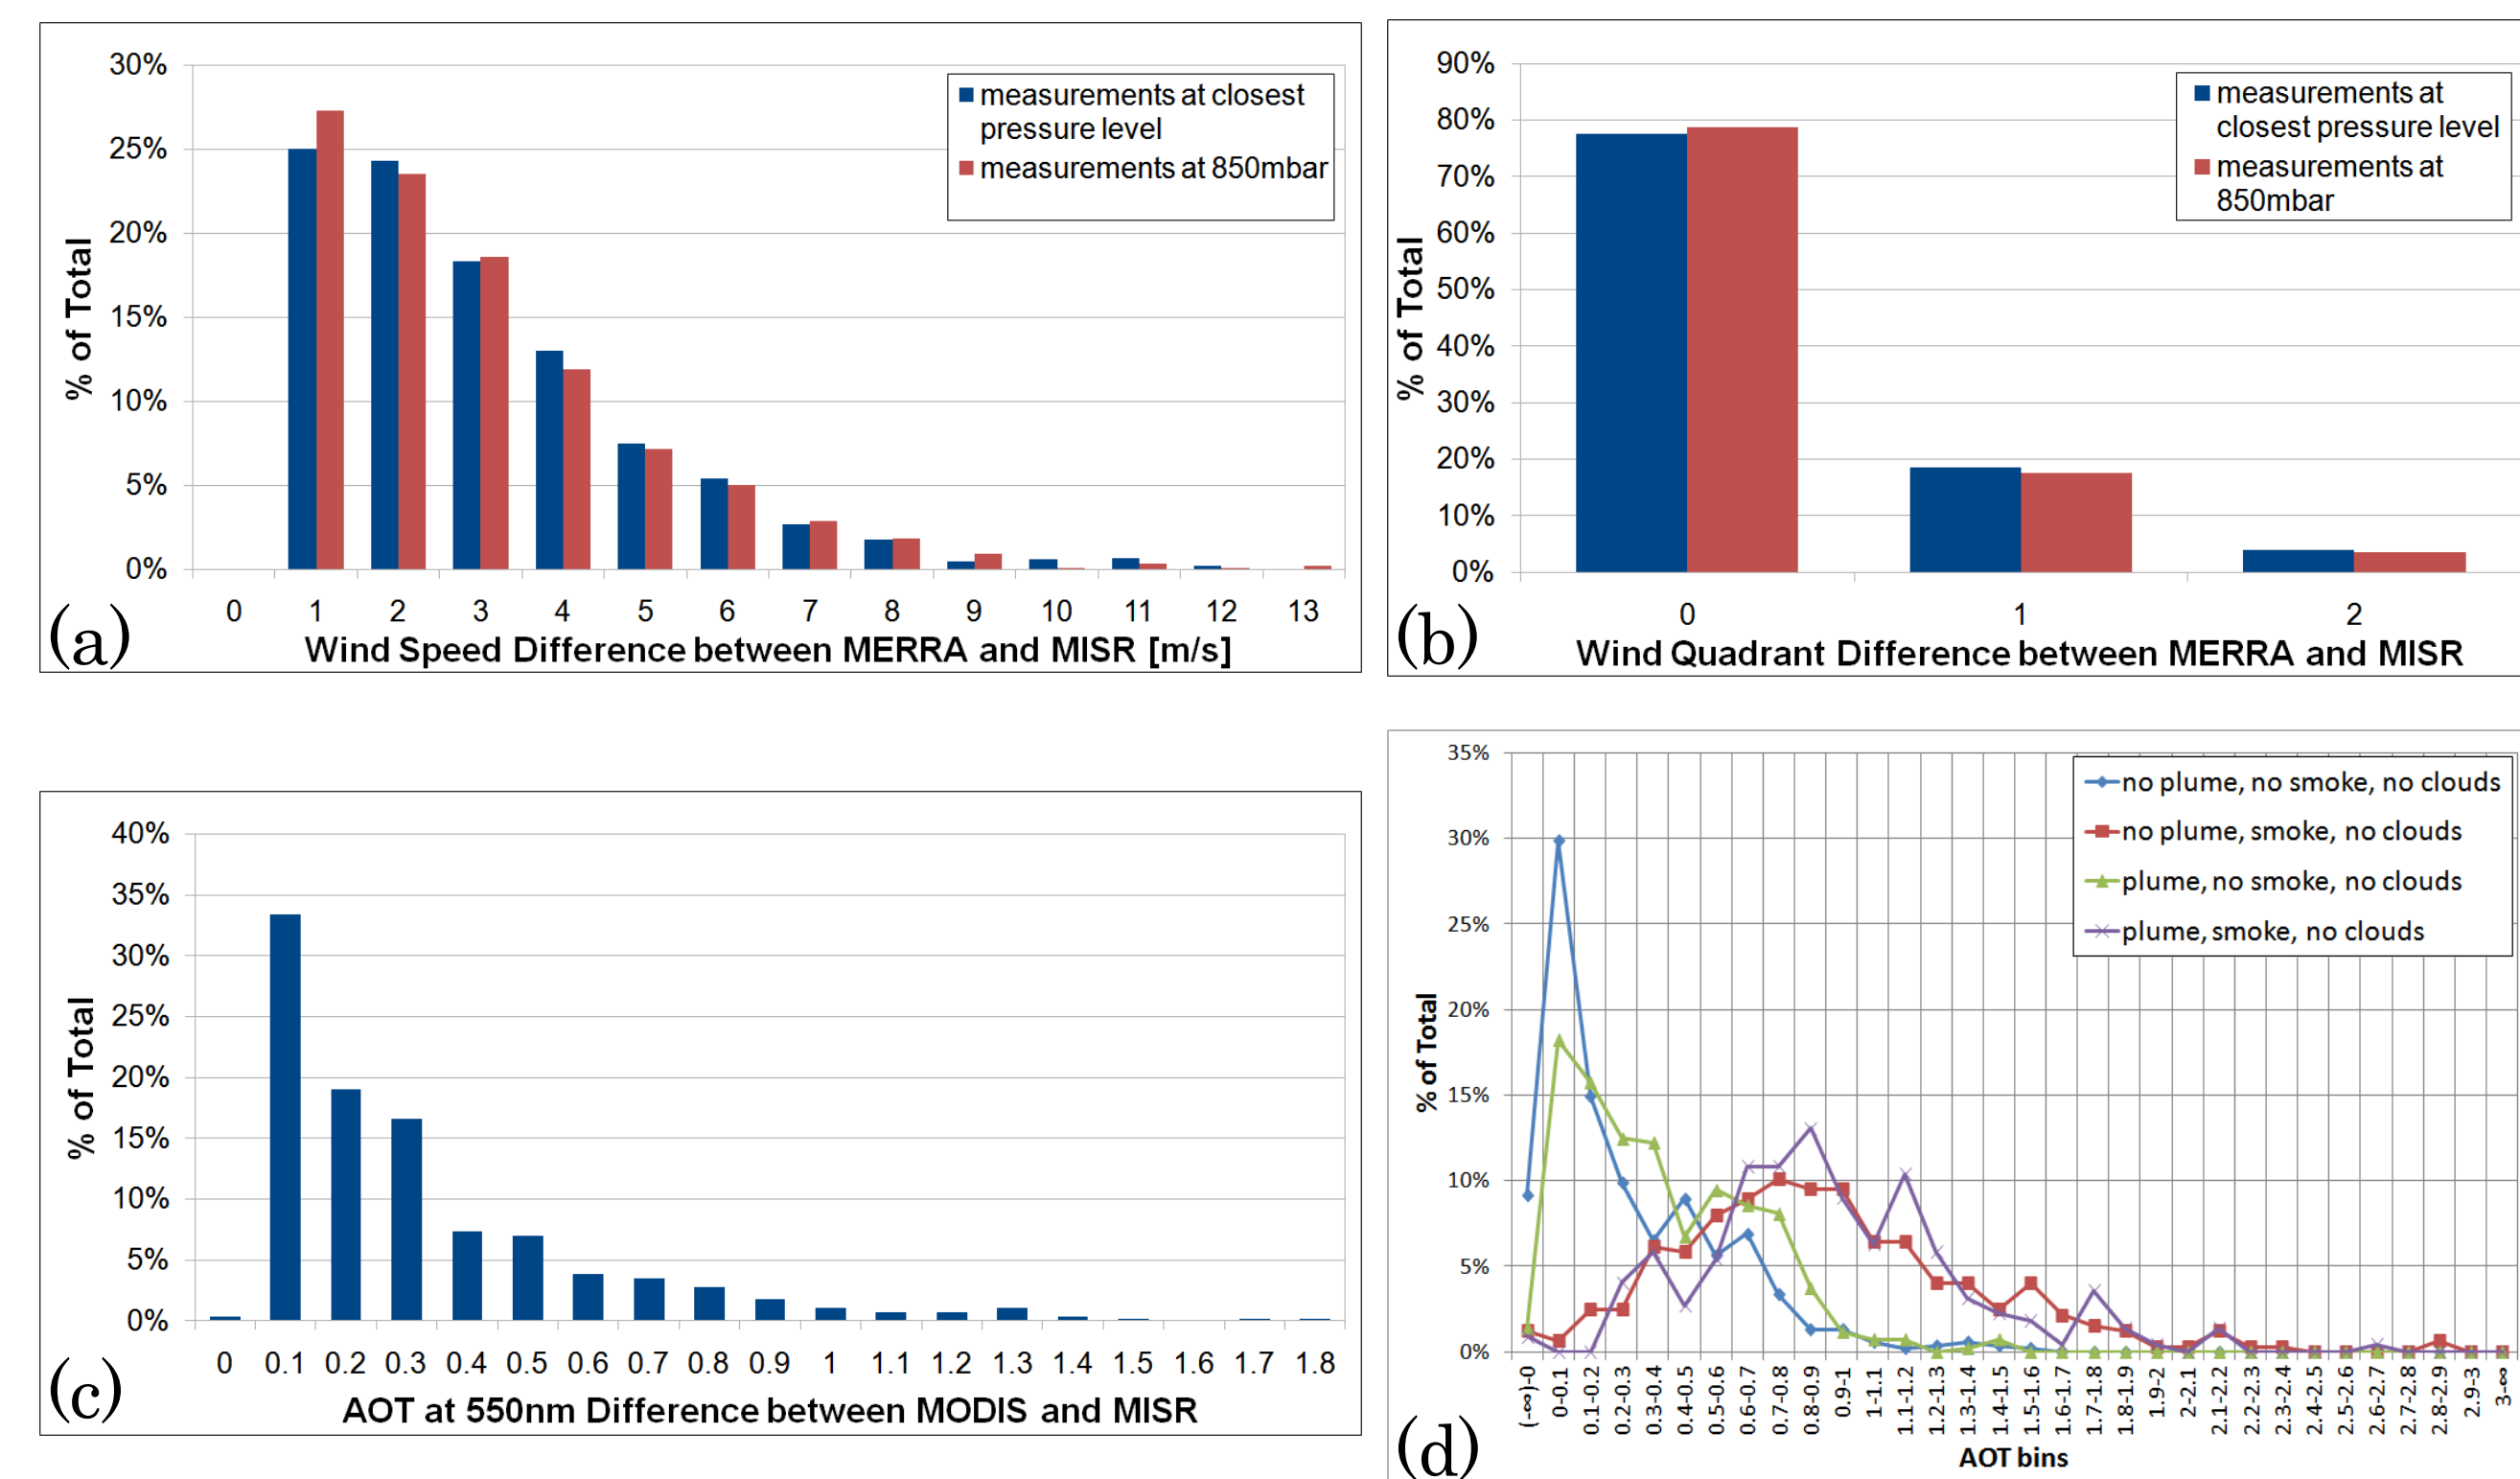 30%
25%
20%
15%
10%
5%
0%
% of Total
measurements at closest
pressure level
measurements at 850mbar
0 1 2 3 4 5 6 7 8 9 10 11 12 13
Wind Speed Difference between MERRA and MISR [m/s]
(a)
90%
80%
70%
60%
50%
40%
30%
20%
10%
0%
% of Total
measurements at
closest pressure level
measurements at
850mbar
0 1 2
Wind Quadrant Difference between MERRA and MISR
(b)
40%
35%
30%
25%
20%
15%
10%
5%
0%
% of Total
0 0.1 0.2 0.3 0.4 0.5 0.6 0.7 0.8 0.9 1 1.1 1.2 1.3 1.4 1.5 1.6 1.7 1.8
AOT at 550nm Difference between MODIS and MISR
(c)
35%
30%
25%
20%
15%
10%
5%
0%
% of Total
no plume, no smoke, no clouds
no plume, smoke, no clouds
plume, no smoke, no clouds
plume, smoke, no clouds
(-∞)-0 0-0.1 0.1-0.2 0.2-0.3 0.3-0.4 0.4-0.5 0.5-0.6 0.6-0.7 0.7-0.8 0.8-0.9 0.9-1 1-1.1 1.1-1.2 1.2-1.3 1.3-1.4 1.4-1.5 1.5-1.6 1.6-1.7 1.7-1.8 1.8-1.9 1.9-2 2-2.1 2.1-2.2 2.2-2.3 2.3-2.4 2.4-2.5 2.5-2.6 2.6-2.7 2.7-2.8 2.8-2.9 2.9-3 3-∞
AOT bins
(d)